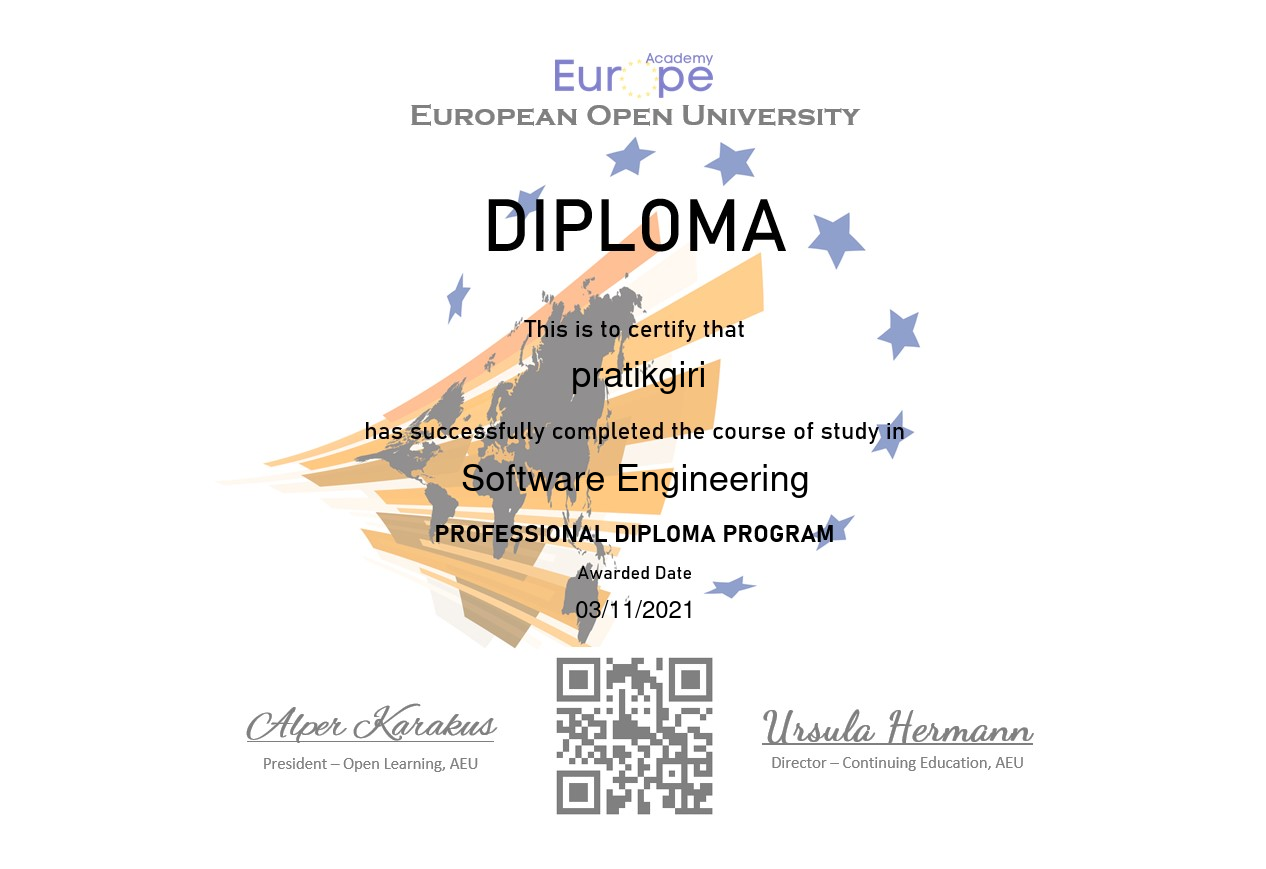 Academy
Europe
European Open University
DIPLOMA
This is to certify that
pratikgiri
has successfully completed the course of study in
Software Engineering
PROFESSIONAL DIPLOMA PROGRAM
Awarded Date
03/11/2021
Alper Karakus
President – Open Learning, AEU
Ursula Hermann
Director – Continuing Education, AEU